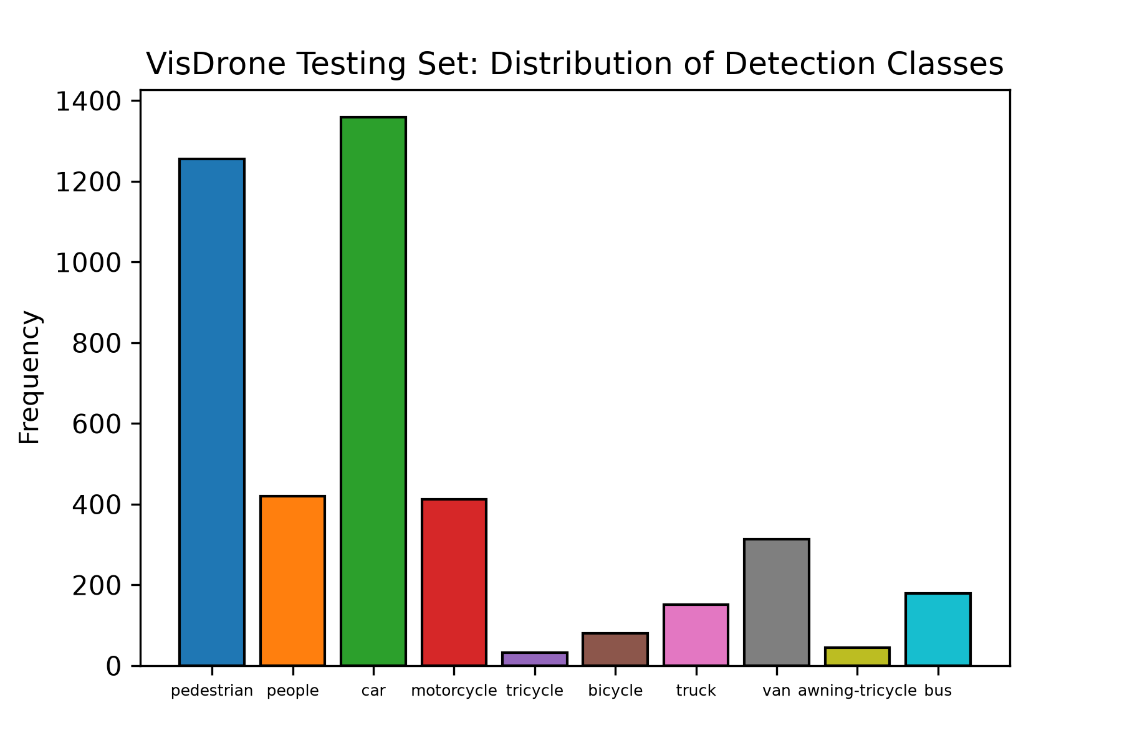 VisDrone Testing Set: Distribution of Detection Classes
1400
1200
1000
800
600
400
200
0
Frequency
pedestrian people car motorcycle tricycle bicycle truck van awning-tricycle bus